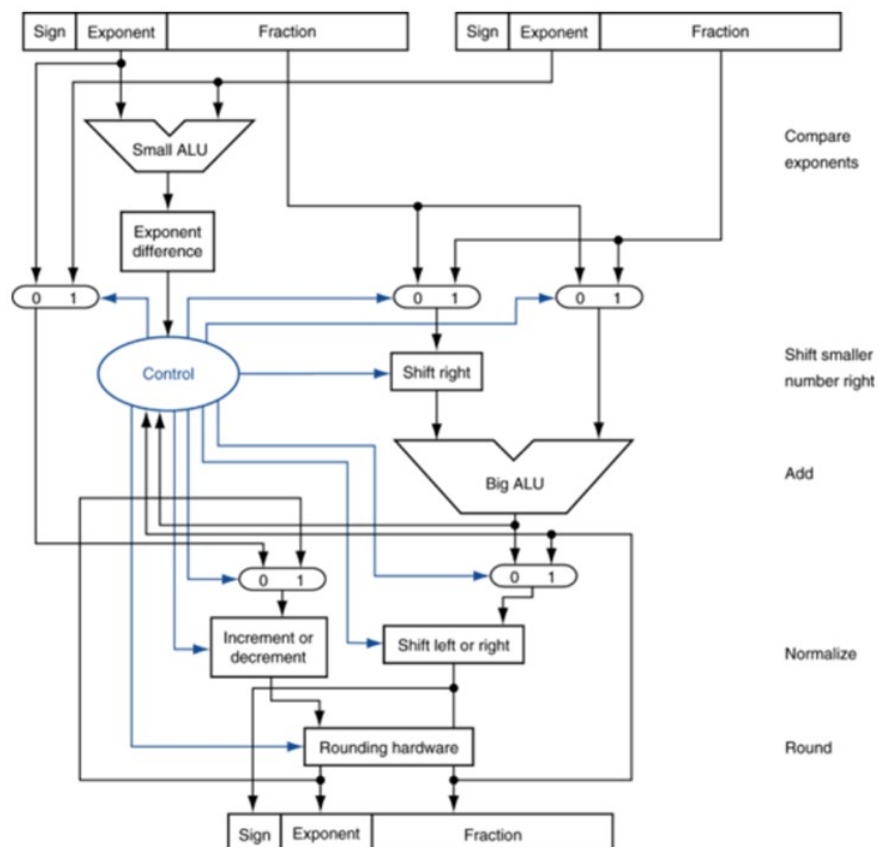 Sign Exponent Fraction
Sign Exponent Fraction
Compare
exponents
Small ALU
Exponent
difference
0 1
0 1
0 1
Control
Shift right
Shift smaller
number right
Big ALU
Add
0 1
0 1
Increment or
decrement
Shift left or right
Normalize
Rounding hardware
Round
Sign Exponent Fraction